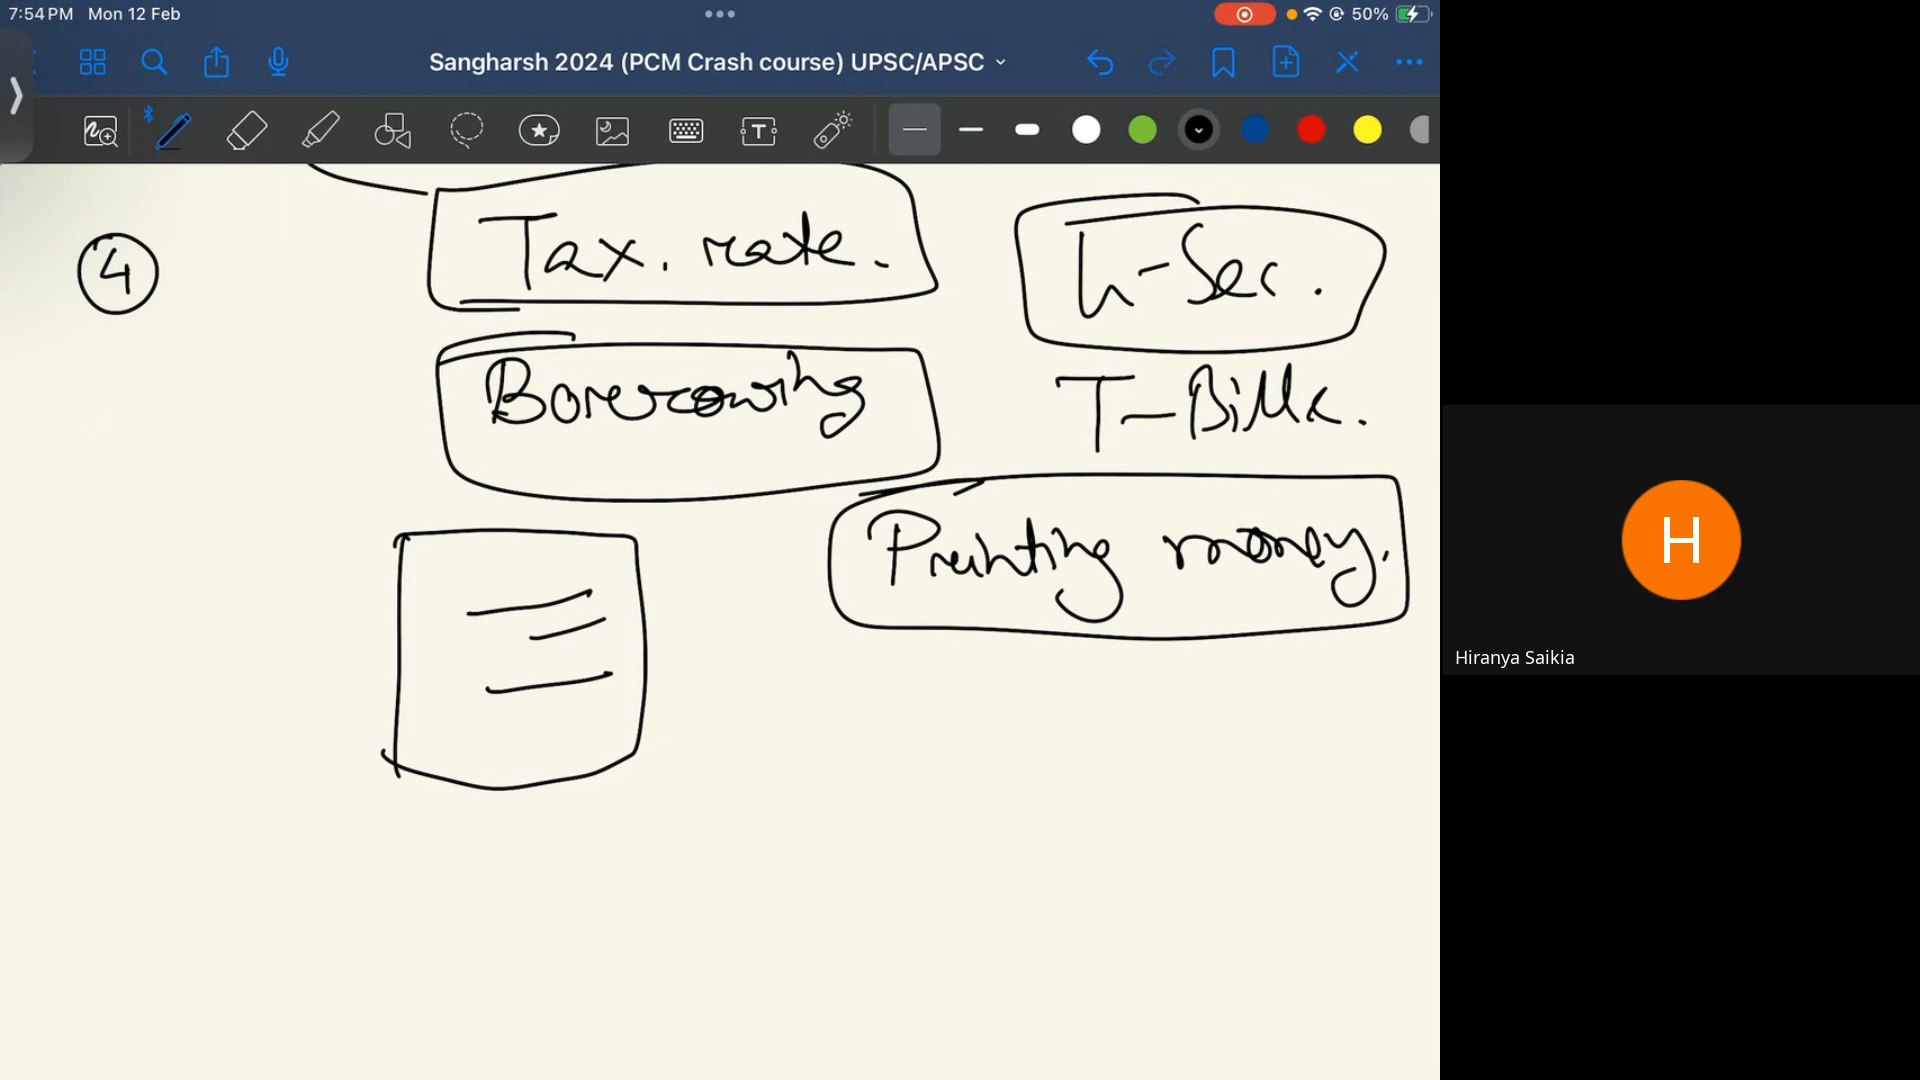 7:54 PM Mon 12 Feb
50%
Sangharsh 2024 (PCM Crash course) UPSC/APSC
T
4
Tax. rate.
G-Sec.
Borrowing
T-Bills.
Printing money.
H
Hiranya Saikia